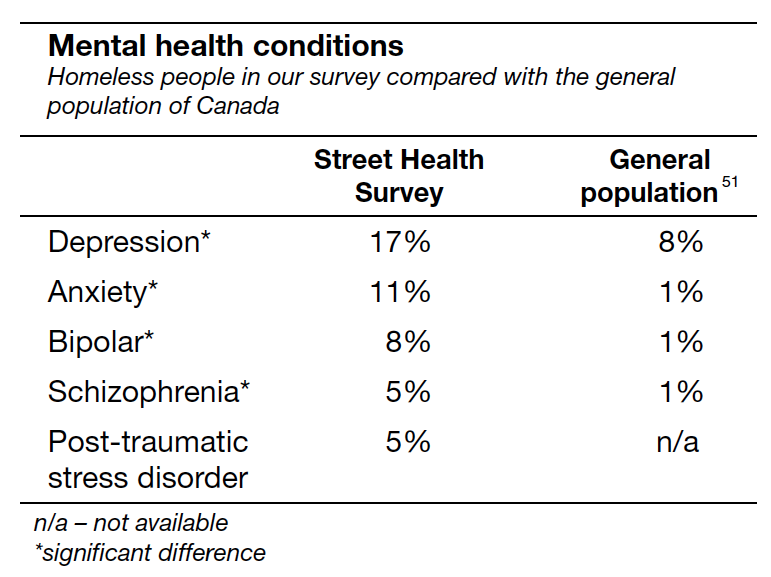 Mental health conditions
Homeless people in our survey compared with the general
population of Canada
Street Health Survey General population 51
Depression* 17% 8%
Anxiety* 11% 1%
Bipolar* 8% 1%
Schizophrenia* 5% 1%
Post-traumatic 5% n/a
stress disorder
n/a – not available
*significant difference